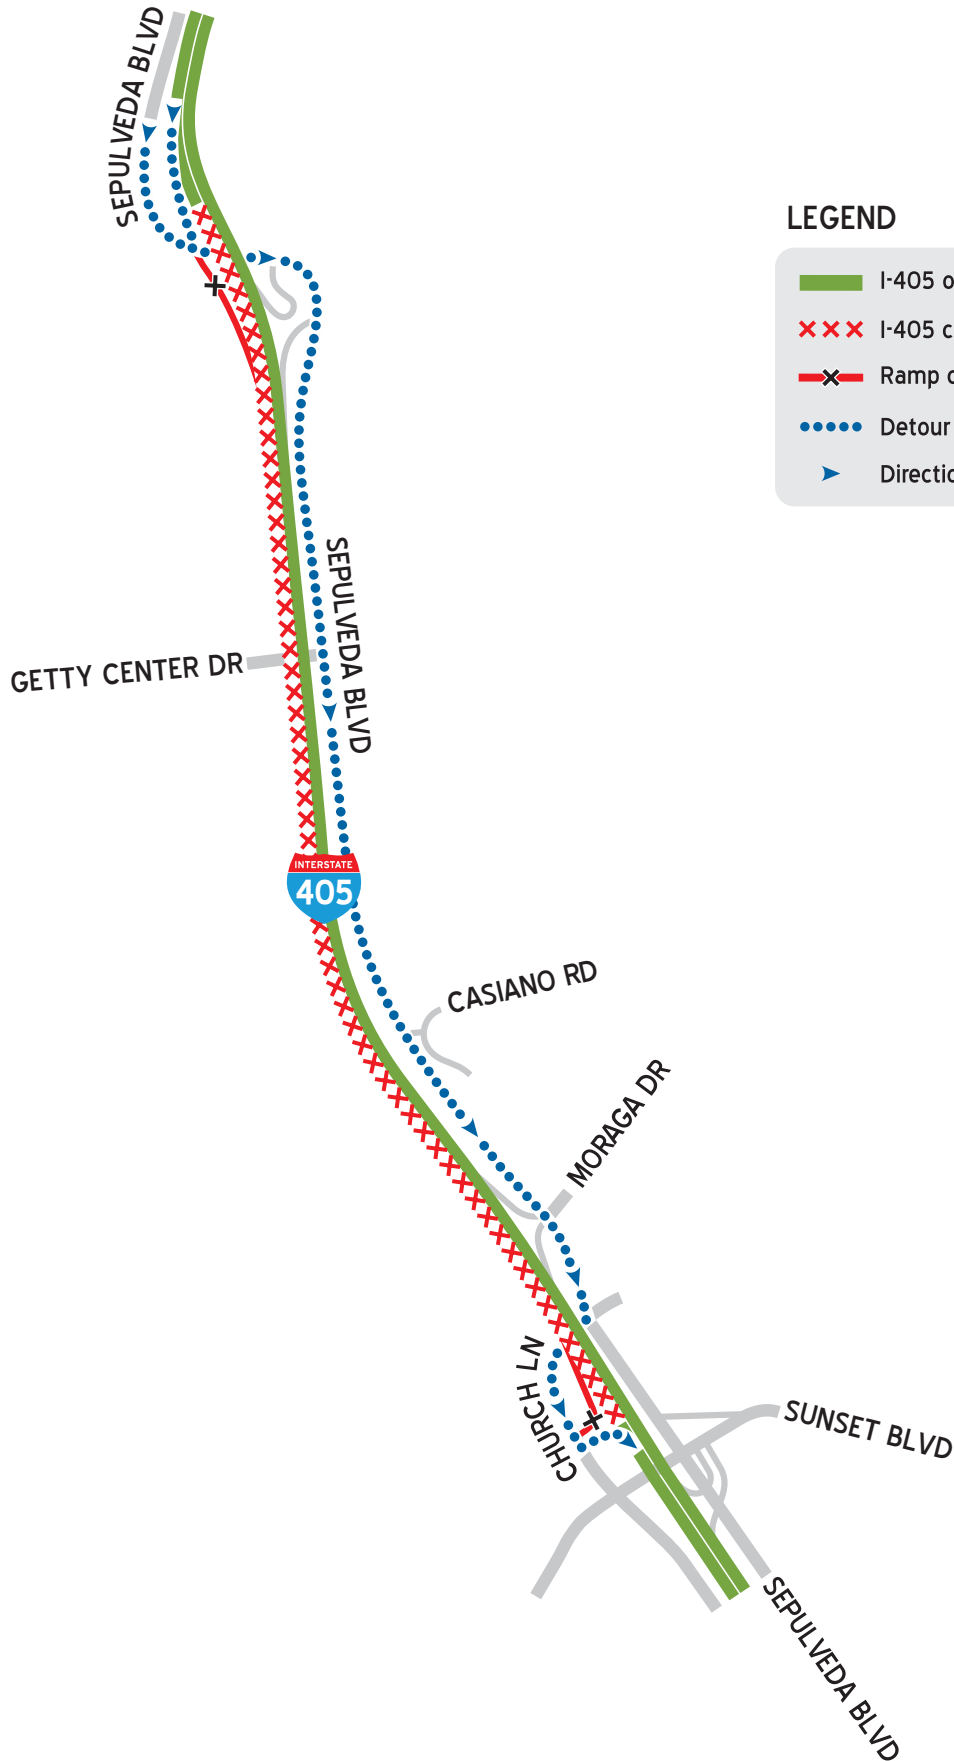 SEPULVEDA BLVD
LEGEND
I-405 o
I-405 c
Ramp c
Detour
Directio
SEPULVEDA BLVD
GETTY CENTER DR
INTERSTATE
405
CASIANO RD
MORAGA DR
CHURCH LN
SUNSET BLVD
SEPULVEDA BLVD